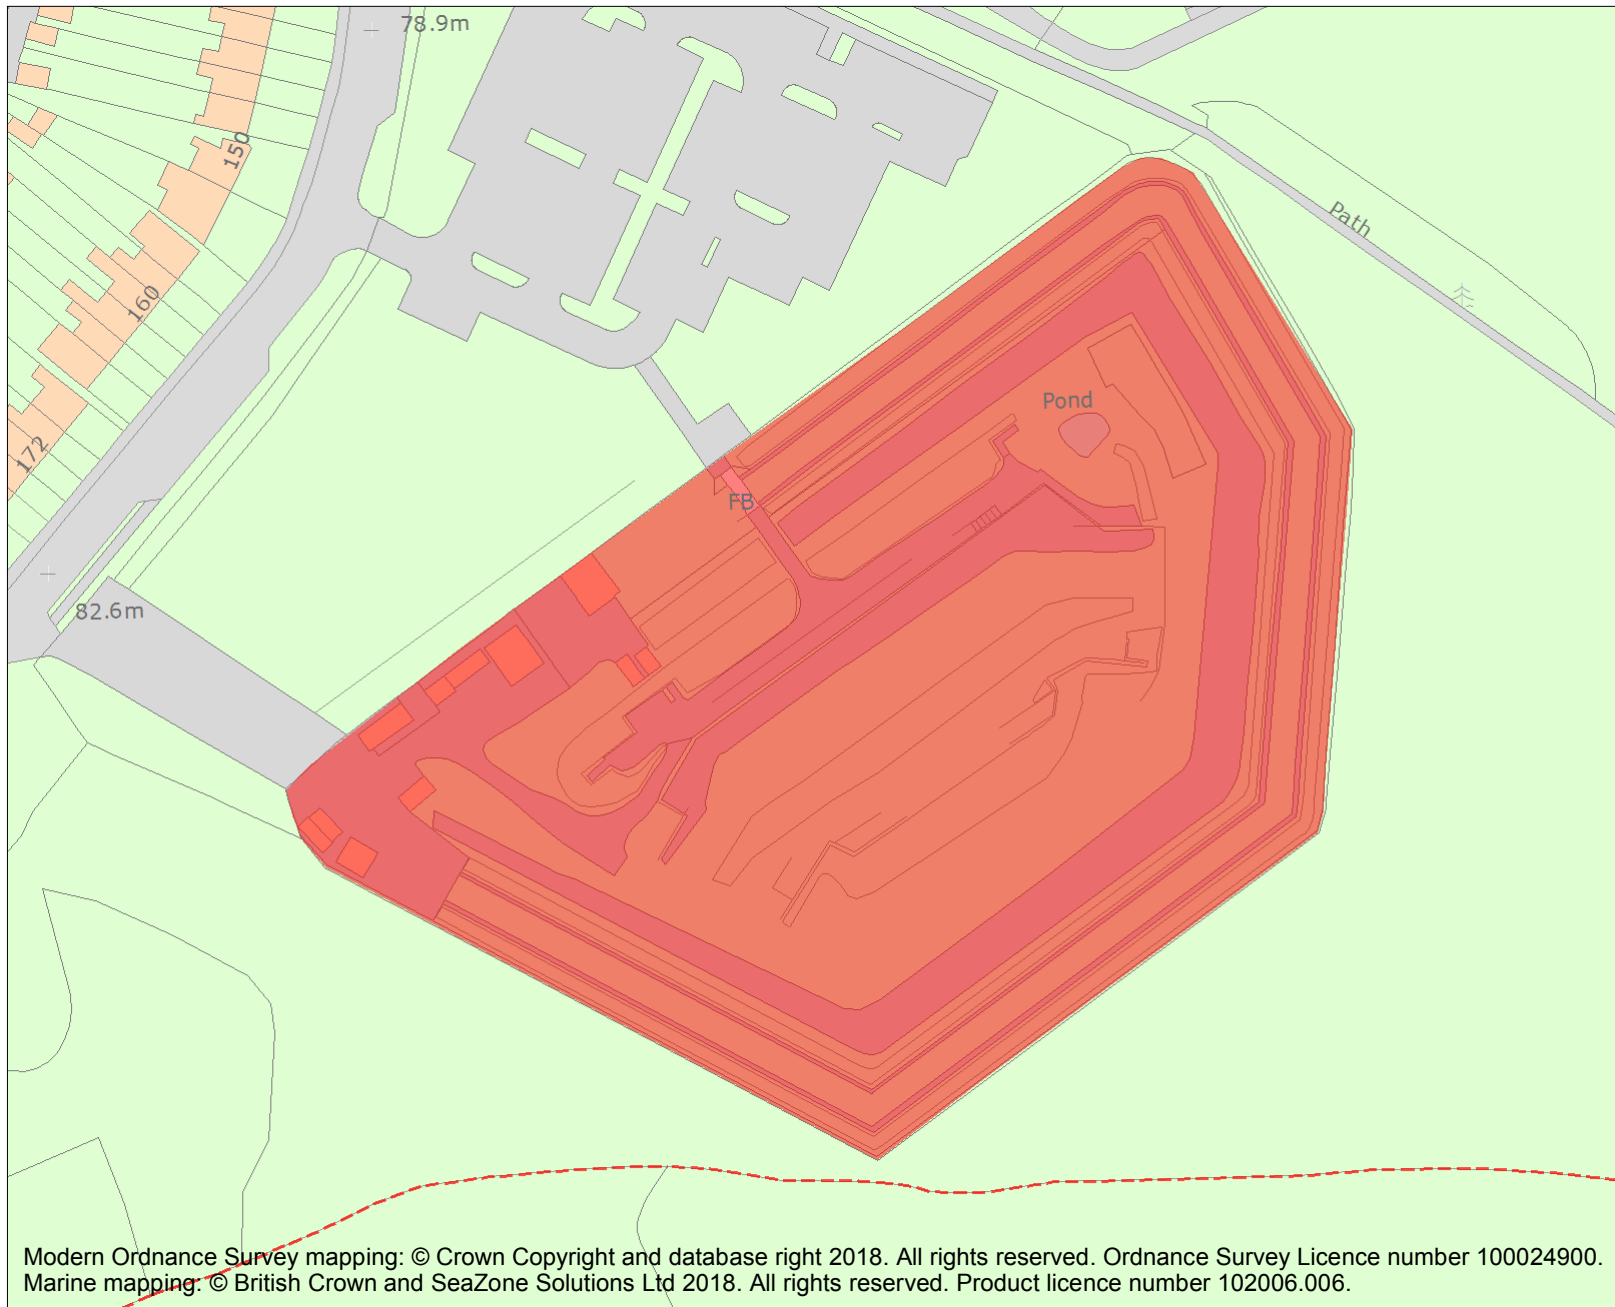 78.9m
150
Path
160
Pond
172
FB
82.6m
Modern Ordnance Survey mapping: © Crown Copyright and database right 2018. All rights reserved. Ordnance Survey Licence number 100024900.
Marine mapping: © British Crown and SeaZone Solutions Ltd 2018. All rights reserved. Product licence number 102006.006.